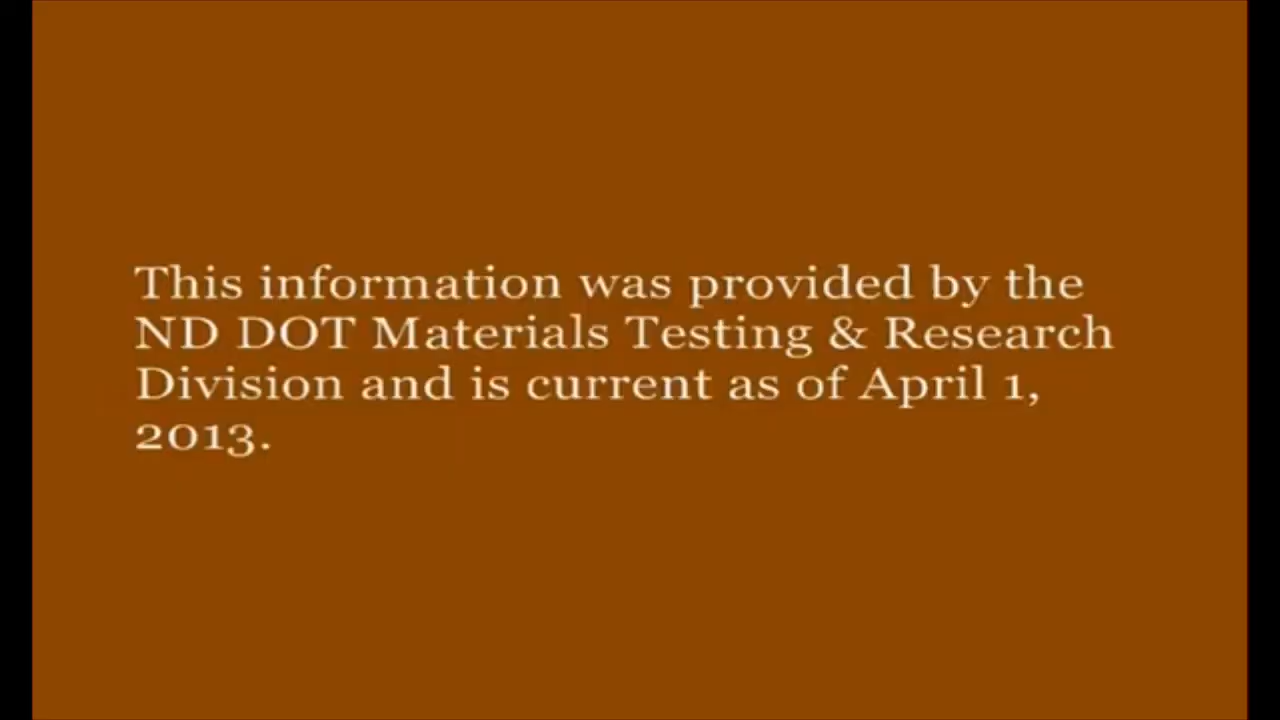 This information was provided by the
ND DOT Materials Testing & Research
Division and is current as of April 1,
2013.